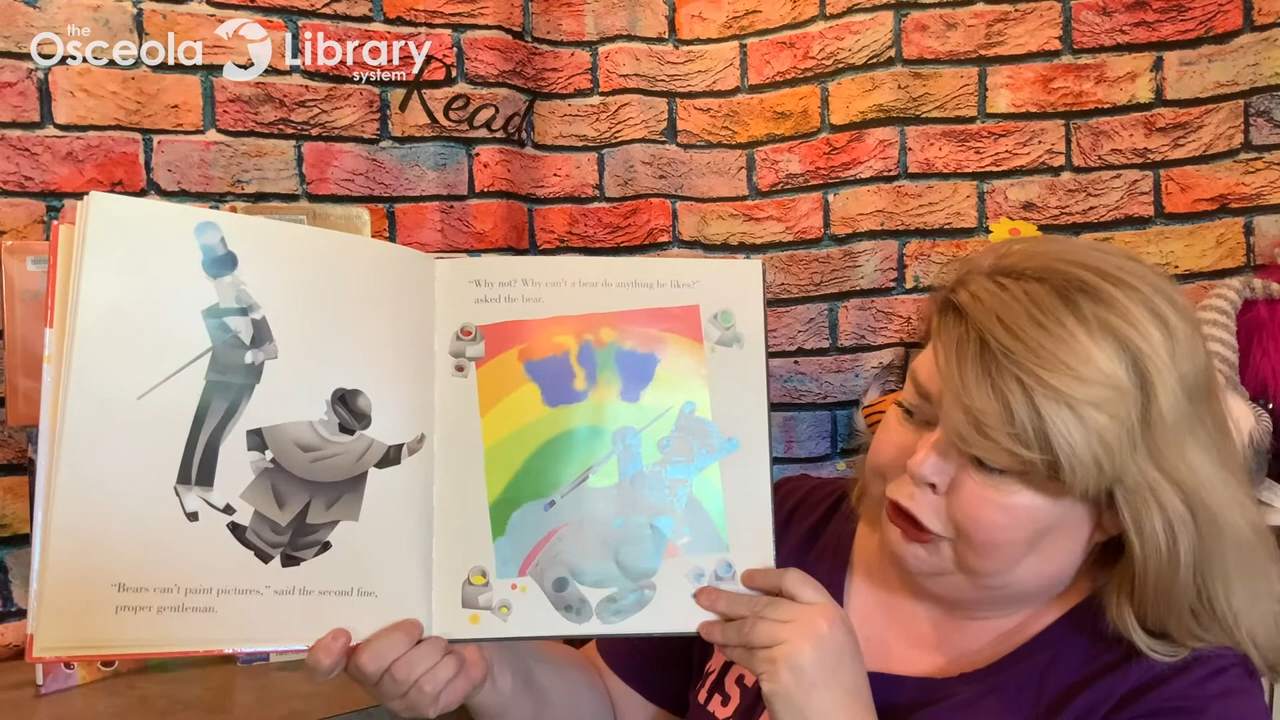 the
Osceola Library
system
Read
"Why not? Why can't a bear do anything he likes?"
asked the bear.
"Bears can't paint pictures," said the second fine,
proper gentleman.